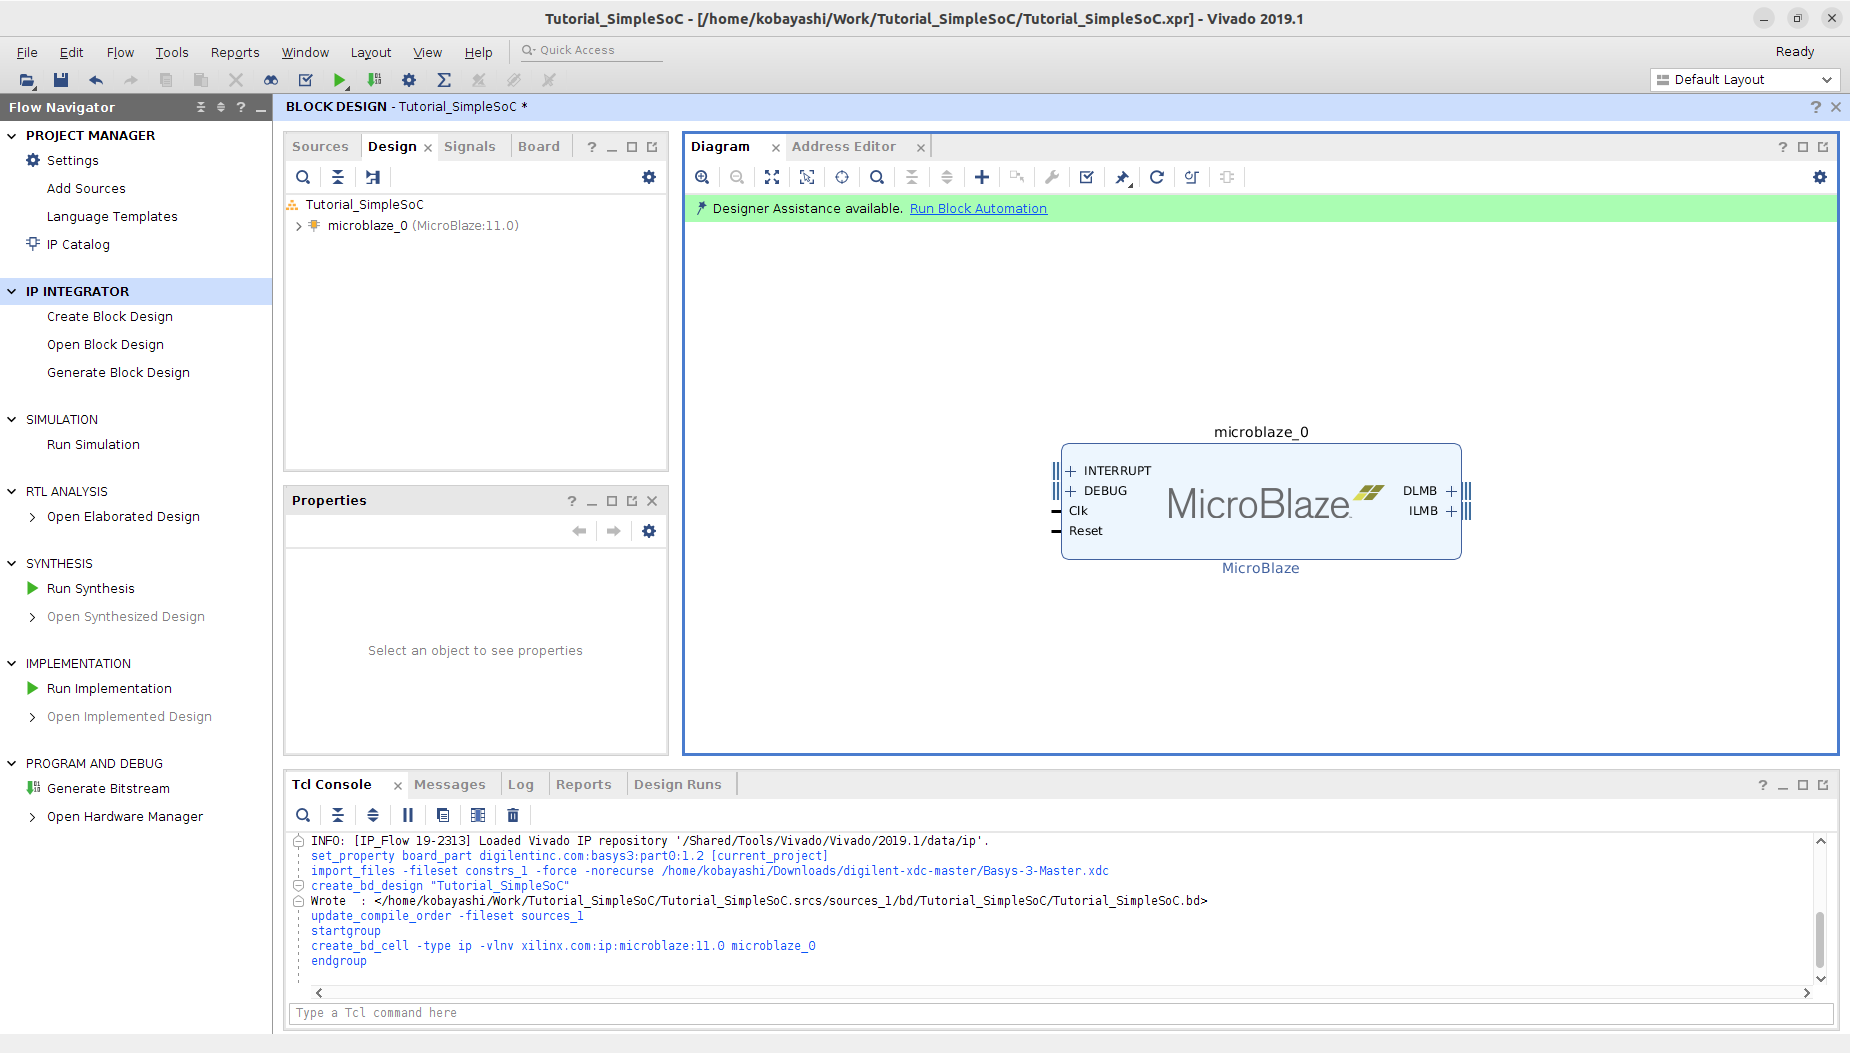 Tutorial_SimpleSoC - [/home/kobayashi/Work/Tutorial_SimpleSoC/Tutorial_SimpleSoC.xpr] - Vivado 2019.1
File Edit Flow Tools Reports Window Layout View Help Quick Access Ready
Default Layout
Flow Navigator
PROJECT MANAGER
Settings
Add Sources
Language Templates
IP Catalog
IP INTEGRATOR
Create Block Design
Open Block Design
Generate Block Design
SIMULATION
Run Simulation
RTL ANALYSIS
Open Elaborated Design
SYNTHESIS
Run Synthesis
Open Synthesized Design
IMPLEMENTATION
Run Implementation
Open Implemented Design
PROGRAM AND DEBUG
Generate Bitstream
Open Hardware Manager
BLOCK DESIGN - Tutorial_SimpleSoC *
Sources Design Signals Board
Tutorial_SimpleSoC
microblaze_0 (MicroBlaze:11.0)
Properties
Select an object to see properties
Diagram Address Editor
Designer Assistance available. Run Block Automation
microblaze_0
INTERRUPT
DEBUG
Clk
Reset
MicroBlaze
DLMB
ILMB
MicroBlaze
Tcl Console Messages Log Reports Design Runs
INFO: [IP_Flow 19-2313] Loaded Vivado IP repository '/Shared/Tools/Vivado/Vivado/2019.1/data/ip'.
set_property board_part digilentinc.com:basys3:part0:1.2 [current_project]
import_files -fileset constrs_1 -force -norecurse /home/kobayashi/Downloads/digilent-xdc-master/Basys-3-Master.xdc
create_bd_design "Tutorial_SimpleSoC"
Wrote  : </home/kobayashi/Work/Tutorial_SimpleSoC/Tutorial_SimpleSoC.srcs/sources_1/bd/Tutorial_SimpleSoC/Tutorial_SimpleSoC.bd>
update_compile_order -fileset sources_1
startgroup
create_bd_cell -type ip -vlnv xilinx.com:ip:microblaze:11.0 microblaze_0
endgroup
Type a Tcl command here